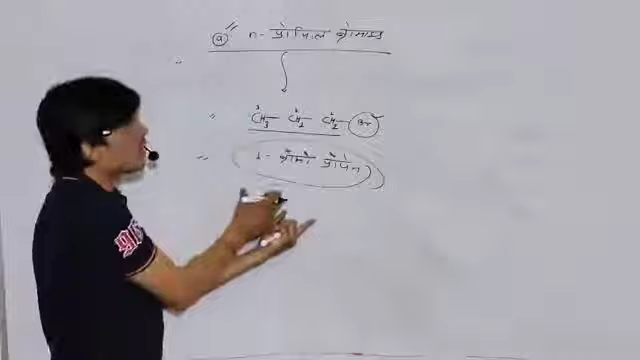 (a) n- प्रोपिल ब्रोमाइड
CH₃ — CH₂ — CH₂ — Br
1- ब्रोमो प्रोपेन